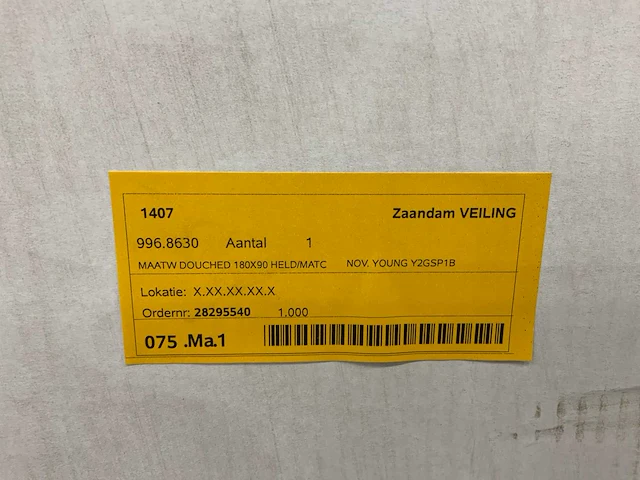 1407 Zaandam VEILING
996.8630 Aantal 1
MAATW DOUCHED 180X90 HELD/MATC NOV. YOUNG Y2GSP1B
Lokatie: X.XX.XX.XX.X
Ordernr: 28295540 1,000
075 .Ma.1